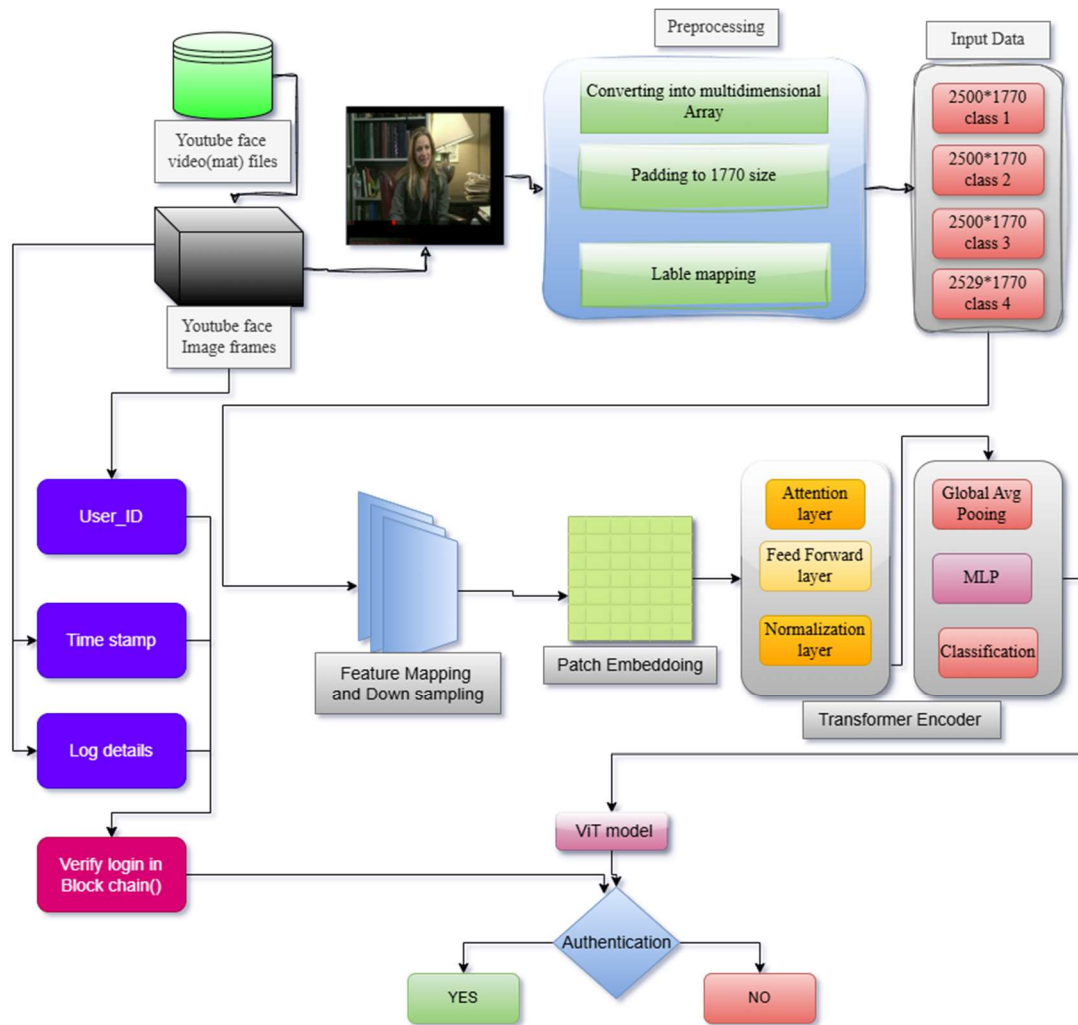 Preprocessing
Input Data
Youtube face
video(mat) files
Converting into multidimensional
Array
Padding to 1770 size
Lable mapping
2500*1770
class 1
2500*1770
class 2
2500*1770
class 3
2529*1770
class 4
Youtube face
Image frames
User_ID
Time stamp
Log details
Verify login in
Block chain()
Feature Mapping
and Down sampling
Patch Embeddoing
Attention
layer
Feed Forward
layer
Normalization
layer
Global Avg
Pooing
MLP
Classification
Transformer Encoder
ViT model
Authentication
YES
NO